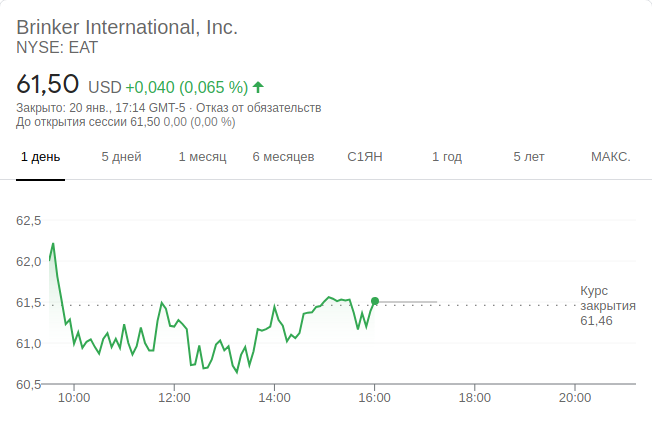 Brinker International, Inc.
NYSE: EAT
61,50 USD +0,040 (0,065 %)
Закрыто: 20 янв., 17:14 GMT-5 · Отказ от обязательств
До открытия сессии 61,50 0,00 (0,00 %)
1 день 5 дней 1 месяц 6 месяцев С1ЯН 1 год 5 лет МАКС.
62,5
62,0
61,5
Курс
закрытия
61,46
61,0
60,5
10:00 12:00 14:00 16:00 18:00 20:00